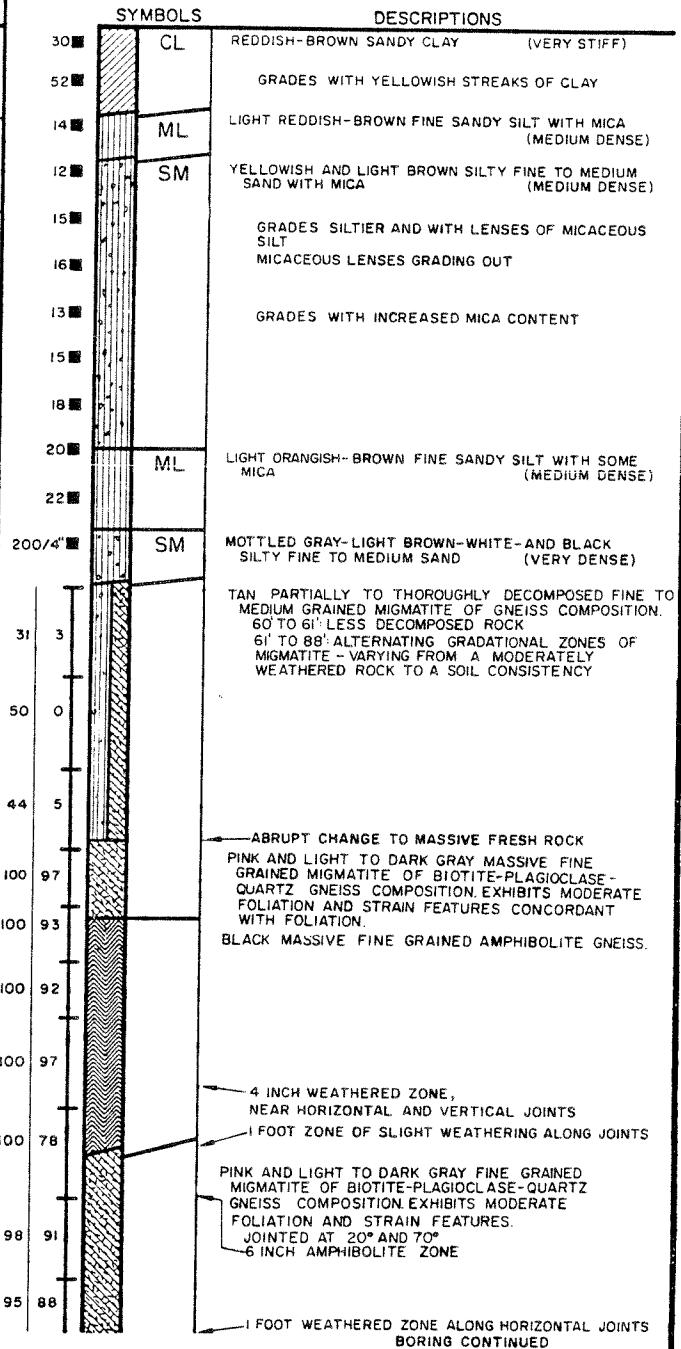 SYMBOLS DESCRIPTIONS
30 CL REDDISH-BROWN SANDY CLAY (VERY STIFF)
52 GRADES WITH YELLOWISH STREAKS OF CLAY
14 ML LIGHT REDDISH-BROWN FINE SANDY SILT WITH MICA
(MEDIUM DENSE)
12 SM YELLOWISH AND LIGHT BROWN SILTY FINE TO MEDIUM
SAND WITH MICA (MEDIUM DENSE)
15 GRADES SILTIER AND WITH LENSES OF MICACEOUS
SILT
16 MICACEOUS LENSES GRADING OUT
13 GRADES WITH INCREASED MICA CONTENT
15
18
20 ML LIGHT ORANGISH-BROWN FINE SANDY SILT WITH SOME
MICA (MEDIUM DENSE)
22
200/4" SM MOTTLED GRAY-LIGHT BROWN-WHITE-AND BLACK
SILTY FINE TO MEDIUM SAND (VERY DENSE)
TAN PARTIALLY TO THOROUGHLY DECOMPOSED FINE TO
MEDIUM GRAINED MIGMATITE OF GNEISS COMPOSITION.
60' TO 61': LESS DECOMPOSED ROCK
31 3 61' TO 88': ALTERNATING GRADATIONAL ZONES OF
MIGMATITE - VARYING FROM A MODERATELY
WEATHERED ROCK TO A SOIL CONSISTENCY
50 0
44 5
ABRUPT CHANGE TO MASSIVE FRESH ROCK
PINK AND LIGHT TO DARK GRAY MASSIVE FINE
100 97 GRAINED MIGMATITE OF BIOTITE-PLAGIOCLASE-
QUARTZ GNEISS COMPOSITION. EXHIBITS MODERATE
FOLIATION AND STRAIN FEATURES CONCORDANT
100 93 WITH FOLIATION.
BLACK MASSIVE FINE GRAINED AMPHIBOLITE GNEISS.
100 92
100 97
4 INCH WEATHERED ZONE,
NEAR HORIZONTAL AND VERTICAL JOINTS
100 78 1 FOOT ZONE OF SLIGHT WEATHERING ALONG JOINTS
PINK AND LIGHT TO DARK GRAY FINE GRAINED
MIGMATITE OF BIOTITE-PLAGIOCLASE-QUARTZ
GNEISS COMPOSITION. EXHIBITS MODERATE
FOLIATION AND STRAIN FEATURES.
98 91 JOINTED AT 20° AND 70°
6 INCH AMPHIBOLITE ZONE
95 88
1 FOOT WEATHERED ZONE ALONG HORIZONTAL JOINTS
BORING CONTINUED